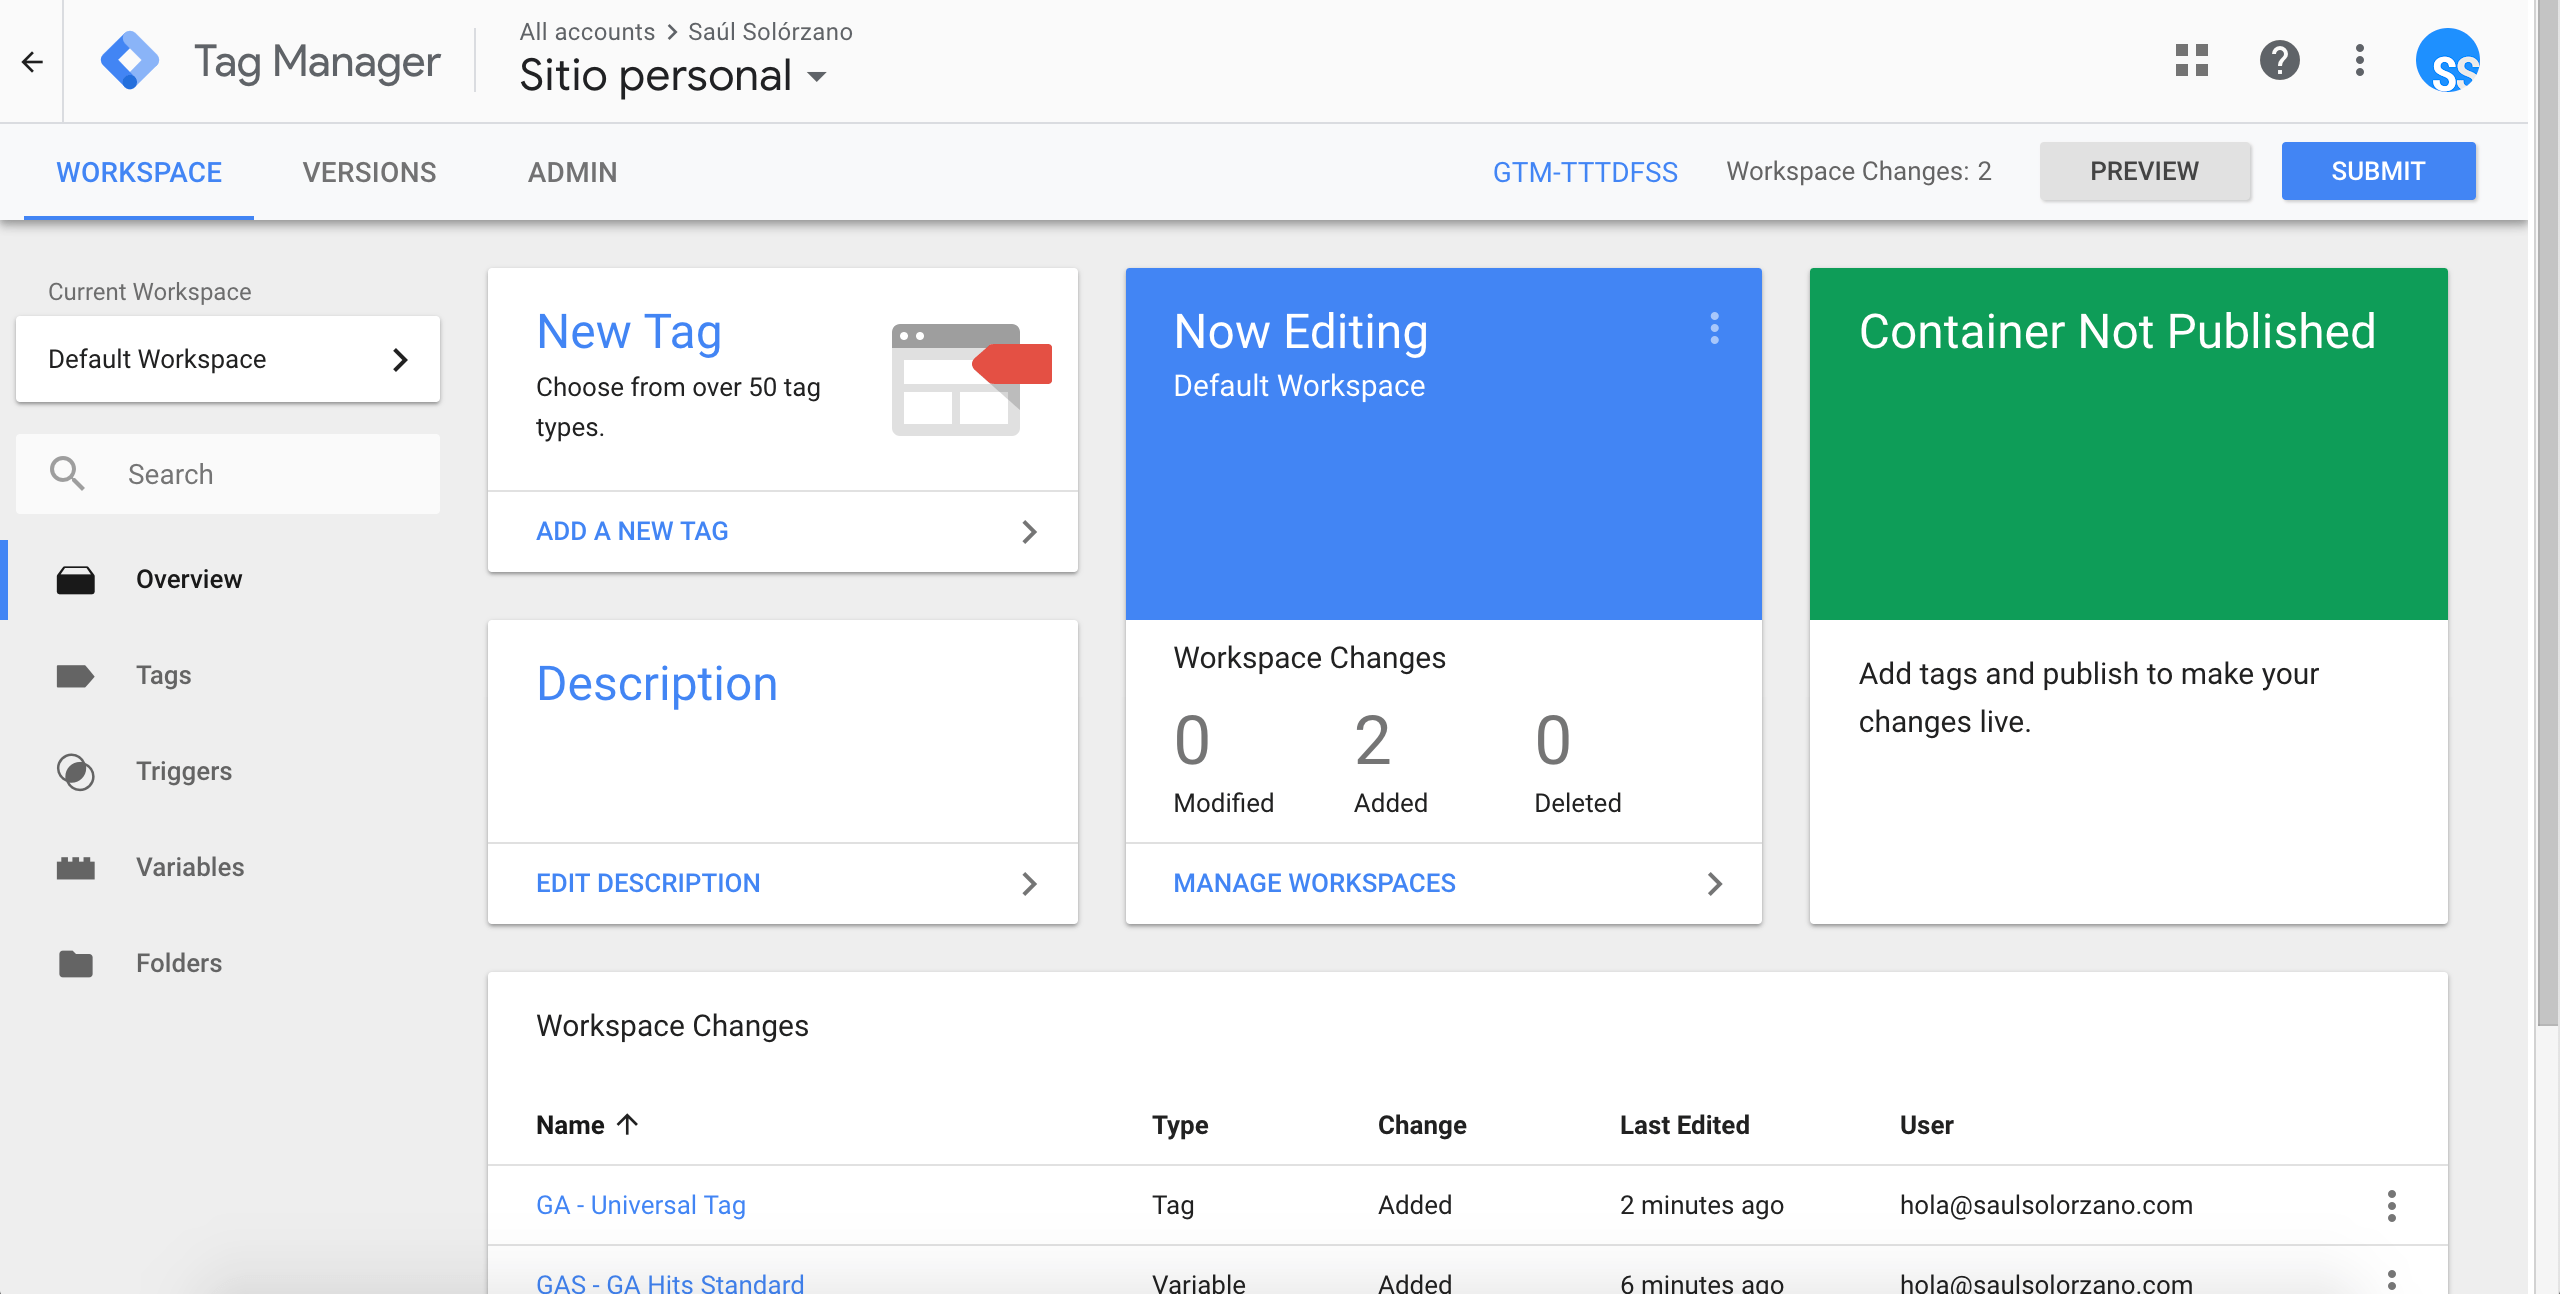 All accounts > Saúl Solórzano
Tag Manager
Sitio personal
SS
WORKSPACE
VERSIONS
ADMIN
GTM-TTTDFSS
Workspace Changes: 2
PREVIEW
SUBMIT
Current Workspace
Default Workspace
Search
Overview
Tags
Triggers
Variables
Folders
New Tag
Choose from over 50 tag
types.
ADD A NEW TAG
Description
EDIT DESCRIPTION
Now Editing
Default Workspace
Workspace Changes
0 2 0
Modified Added Deleted
MANAGE WORKSPACES
Container Not Published
Add tags and publish to make your
changes live.
Workspace Changes
Name Type Change Last Edited User
GA - Universal Tag Tag Added 2 minutes ago hola@saulsolorzano.com
GAS - GA Hits Standard Variable Added 6 minutes ago hola@saulsolorzano.com